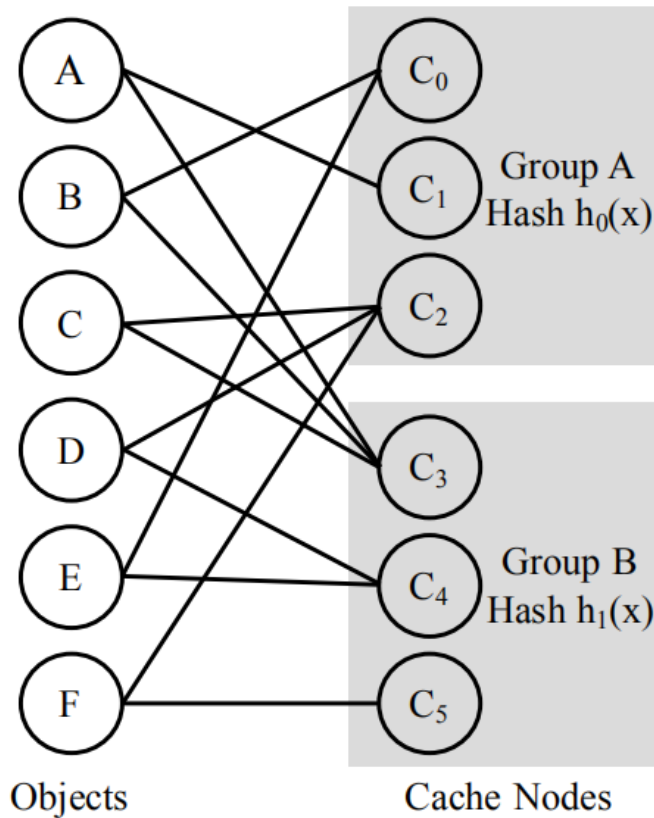 A
B
C
D
E
F
Objects
C₀
C₁
C₂
Group A
Hash h₀(x)
C₃
C₄
C₅
Group B
Hash h₁(x)
Cache Nodes